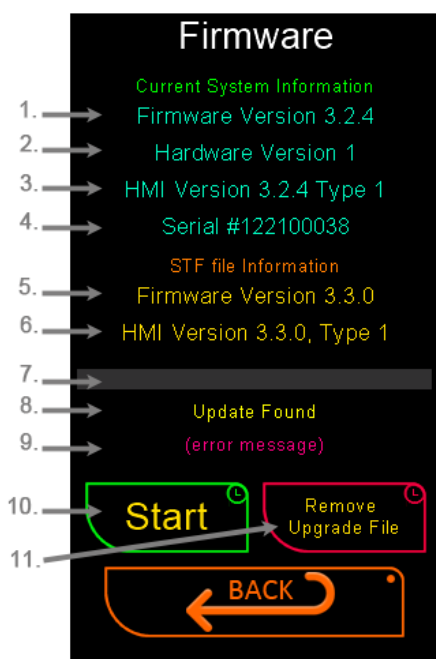 Firmware
Current System Information
1. Firmware Version 3.2.4
2. Hardware Version 1
3. HMI Version 3.2.4 Type 1
4. Serial #122100038
STF file Information
5. Firmware Version 3.3.0
6. HMI Version 3.3.0, Type 1
7.
8. Update Found
9. (error message)
10. Start
11. Remove
Upgrade File
BACK